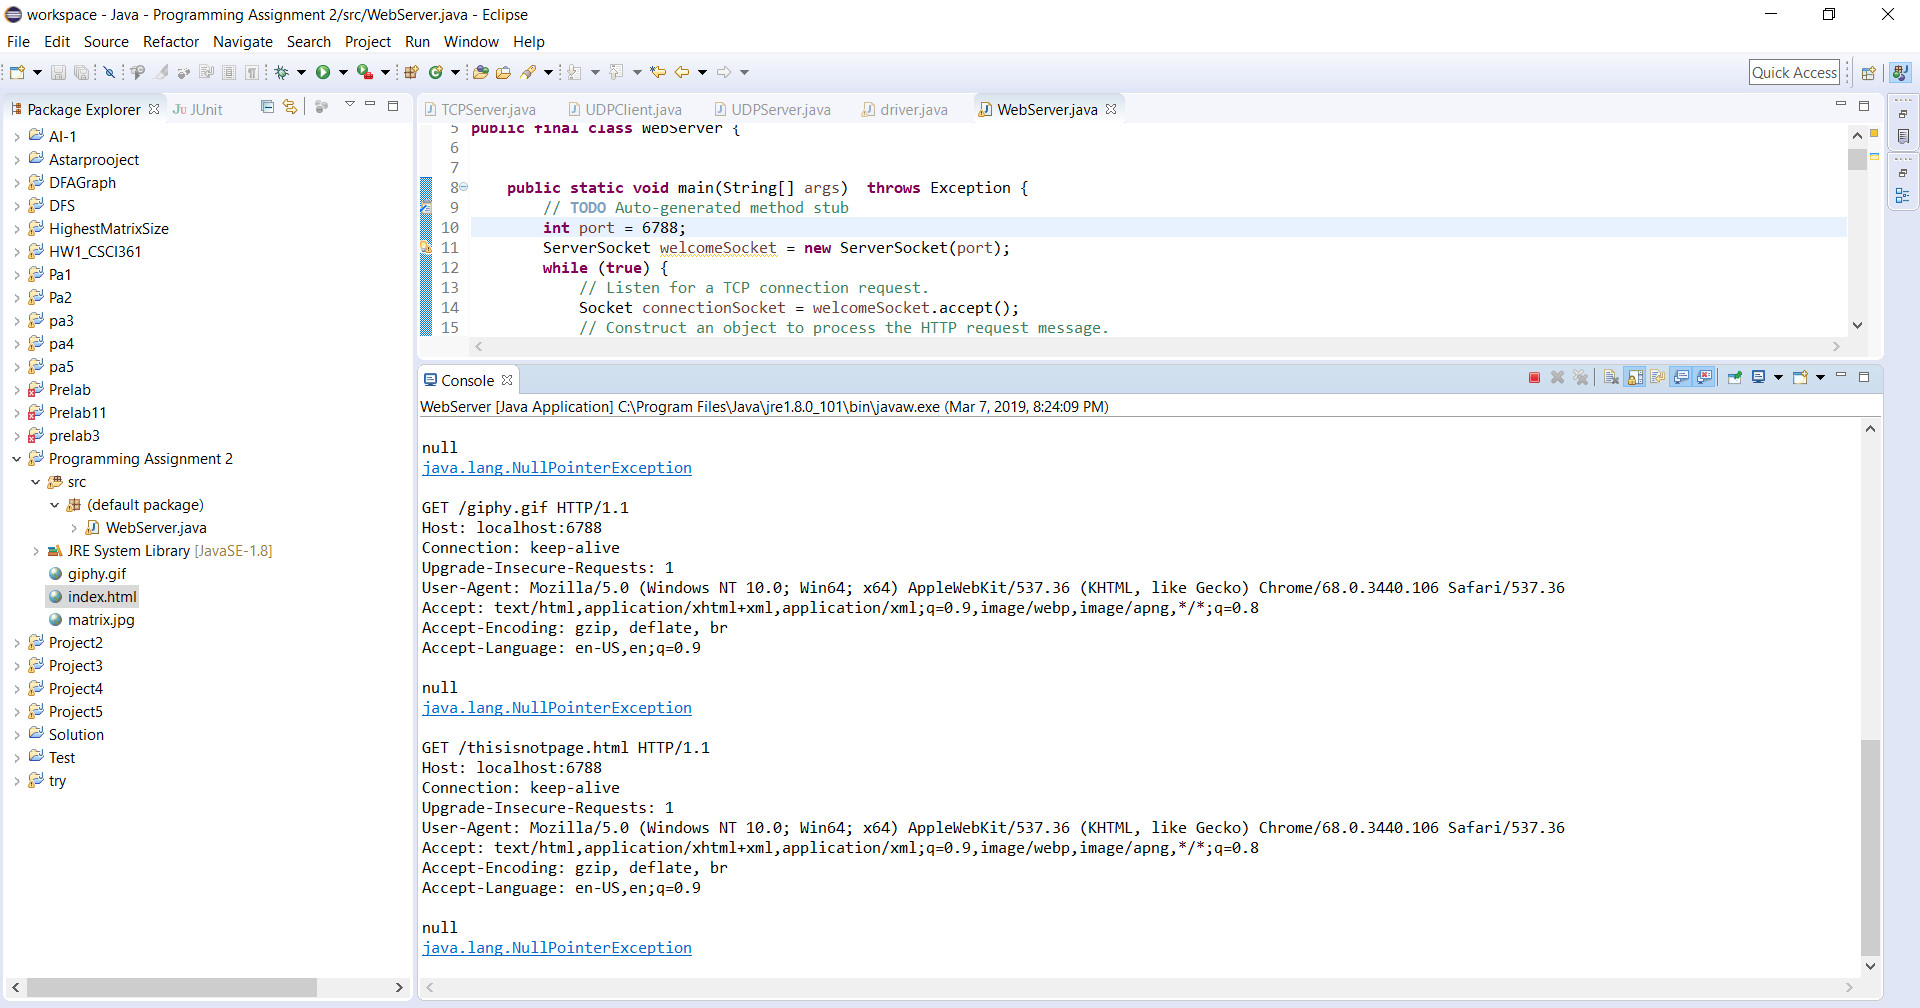 workspace - Java - Programming Assignment 2/src/WebServer.java - Eclipse
File Edit Source Refactor Navigate Search Project Run Window Help
Quick Access
Package Explorer
JUnit
AI-1
Astarprooject
DFAGraph
DFS
HighestMatrixSize
HW1_CSCI361
Pa1
Pa2
pa3
pa4
pa5
Prelab
Prelab11
prelab3
Programming Assignment 2
src
(default package)
WebServer.java
JRE System Library [JavaSE-1.8]
giphy.gif
index.html
matrix.jpg
Project2
Project3
Project4
Project5
Solution
Test
try
TCPServer.java UDPClient.java UDPServer.java driver.java WebServer.java
5 public final class WebServer {
6
7
8 public static void main(String[] args)  throws Exception {
9 // TODO Auto-generated method stub
10 int port = 6788;
11 ServerSocket welcomeSocket = new ServerSocket(port);
12 while (true) {
13 // Listen for a TCP connection request.
14 Socket connectionSocket = welcomeSocket.accept();
15 // Construct an object to process the HTTP request message.
Console
WebServer [Java Application] C:\Program Files\Java\jre1.8.0_101\bin\javaw.exe (Mar 7, 2019, 8:24:09 PM)
null
java.lang.NullPointerException
GET /giphy.gif HTTP/1.1
Host: localhost:6788
Connection: keep-alive
Upgrade-Insecure-Requests: 1
User-Agent: Mozilla/5.0 (Windows NT 10.0; Win64; x64) AppleWebKit/537.36 (KHTML, like Gecko) Chrome/68.0.3440.106 Safari/537.36
Accept: text/html,application/xhtml+xml,application/xml;q=0.9,image/webp,image/apng,*/*;q=0.8
Accept-Encoding: gzip, deflate, br
Accept-Language: en-US,en;q=0.9
null
java.lang.NullPointerException
GET /thisisnotpage.html HTTP/1.1
Host: localhost:6788
Connection: keep-alive
Upgrade-Insecure-Requests: 1
User-Agent: Mozilla/5.0 (Windows NT 10.0; Win64; x64) AppleWebKit/537.36 (KHTML, like Gecko) Chrome/68.0.3440.106 Safari/537.36
Accept: text/html,application/xhtml+xml,application/xml;q=0.9,image/webp,image/apng,*/*;q=0.8
Accept-Encoding: gzip, deflate, br
Accept-Language: en-US,en;q=0.9
null
java.lang.NullPointerException